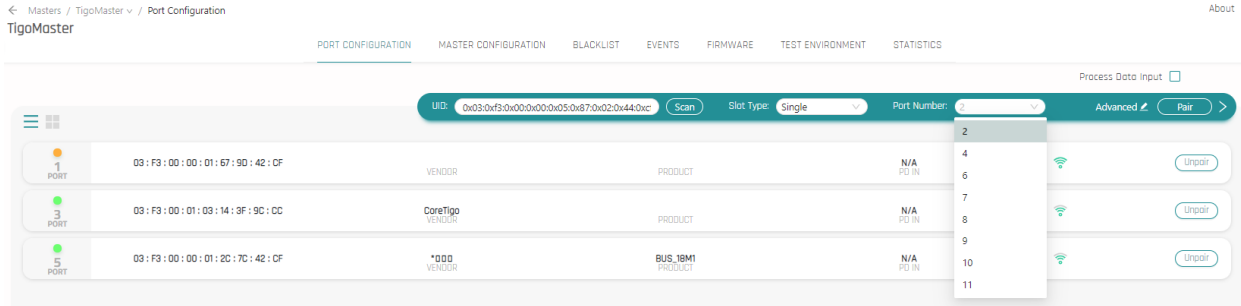 ← Masters / TigoMaster ∨ / Port Configuration About
TigoMaster
PORT CONFIGURATION MASTER CONFIGURATION BLACKLIST EVENTS FIRMWARE TEST ENVIRONMENT STATISTICS
Process Data Input
UID: 0x03:0xf3:0x00:0x00:0x05:0x87:0x02:0x44:0xc Scan Slot Type: Single Port Number: 2 Advanced Pair >
2
4
6
7
8
9
10
11
1 PORT
03 : F3 : 00 : 00 : 01 : 67 : 9D : 42 : CF
VENDOR
PRODUCT
N/A
PD IN
Unpair
3 PORT
03 : F3 : 00 : 01 : 03 : 14 : 3F : 9C : CC
CoreTigo
VENDOR
PRODUCT
N/A
PD IN
Unpair
5 PORT
03 : F3 : 00 : 00 : 01 : 2C : 7C : 42 : CF
*000
VENDOR
BUS_18M1
PRODUCT
N/A
PD IN
Unpair